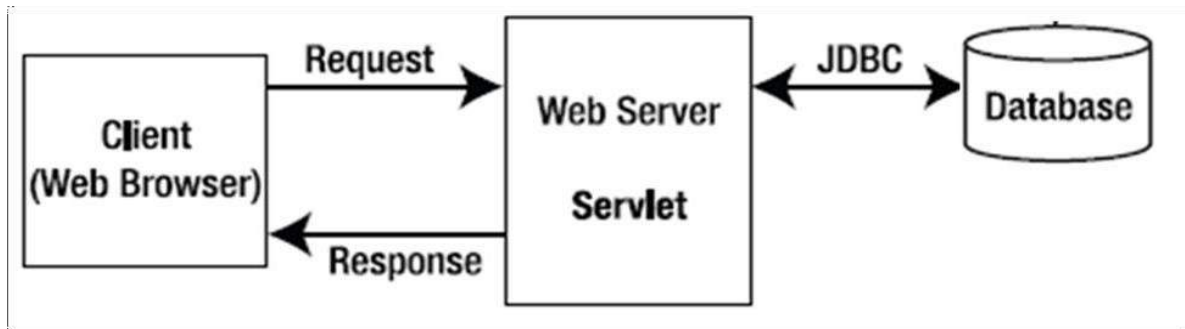 Client
(Web Browser)
Request
Response
Web Server
Servlet
JDBC
Database